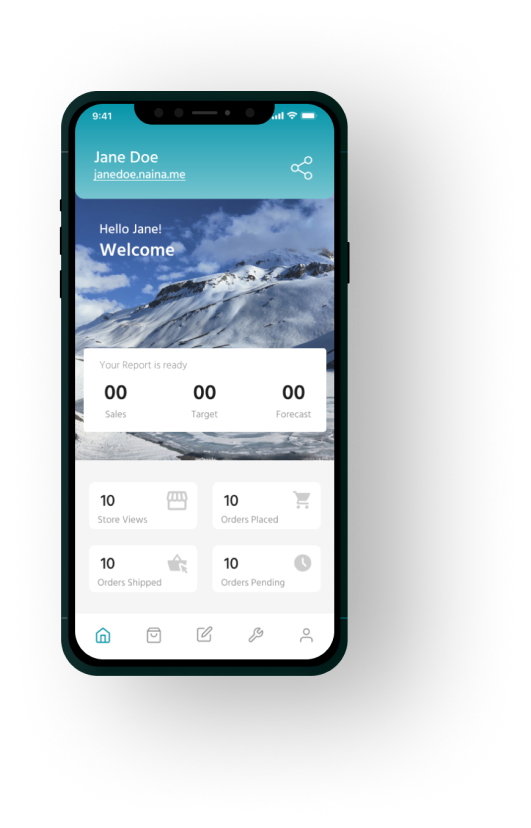 9:41
Jane Doe
janedoe.naina.me
Hello Jane!
Welcome
Your Report is ready
00 00 00
Sales Target Forecast
10 10
Store Views Orders Placed
10 10
Orders Shipped Orders Pending